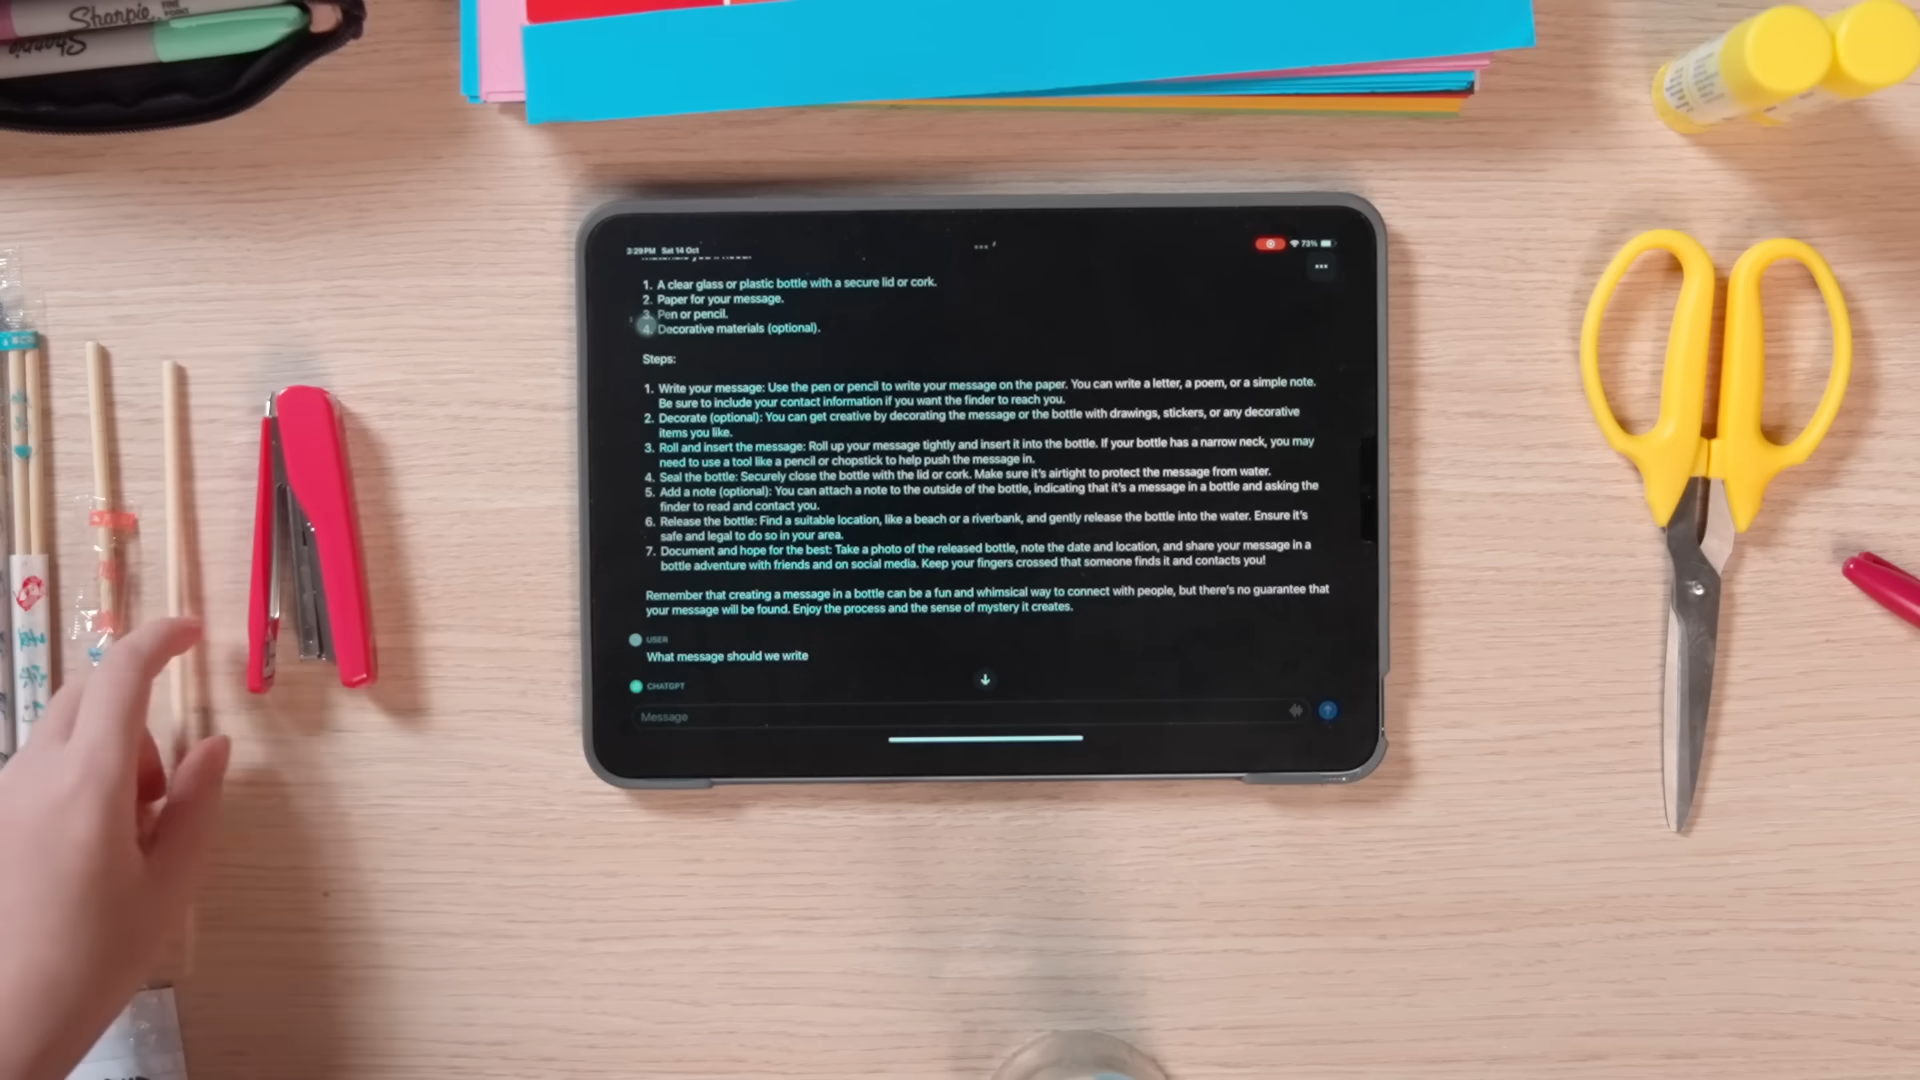 Sharpie FINE POINT
Sharpie
3:29PM Sat 14 Oct
73%
1. A clear glass or plastic bottle with a secure lid or cork.
2. Paper for your message.
3. Pen or pencil.
4. Decorative materials (optional).
Steps:
1. Write your message: Use the pen or pencil to write your message on the paper. You can write a letter, a poem, or a simple note.
Be sure to include your contact information if you want the finder to reach you.
2. Decorate (optional): You can get creative by decorating the message or the bottle with drawings, stickers, or any decorative
items you like.
3. Roll and insert the message: Roll up your message tightly and insert it into the bottle. If your bottle has a narrow neck, you may
need to use a tool like a pencil or chopstick to help push the message in.
4. Seal the bottle: Securely close the bottle with the lid or cork. Make sure it's airtight to protect the message from water.
5. Add a note (optional): You can attach a note to the outside of the bottle, indicating that it's a message in a bottle and asking the
finder to read and contact you.
6. Release the bottle: Find a suitable location, like a beach or a riverbank, and gently release the bottle into the water. Ensure it's
safe and legal to do so in your area.
7. Document and hope for the best: Take a photo of the released bottle, note the date and location, and share your message in a
bottle adventure with friends and on social media. Keep your fingers crossed that someone finds it and contacts you!
Remember that creating a message in a bottle can be a fun and whimsical way to connect with people, but there's no guarantee that
your message will be found. Enjoy the process and the sense of mystery it creates.
USER
What message should we write
CHATGPT
Message